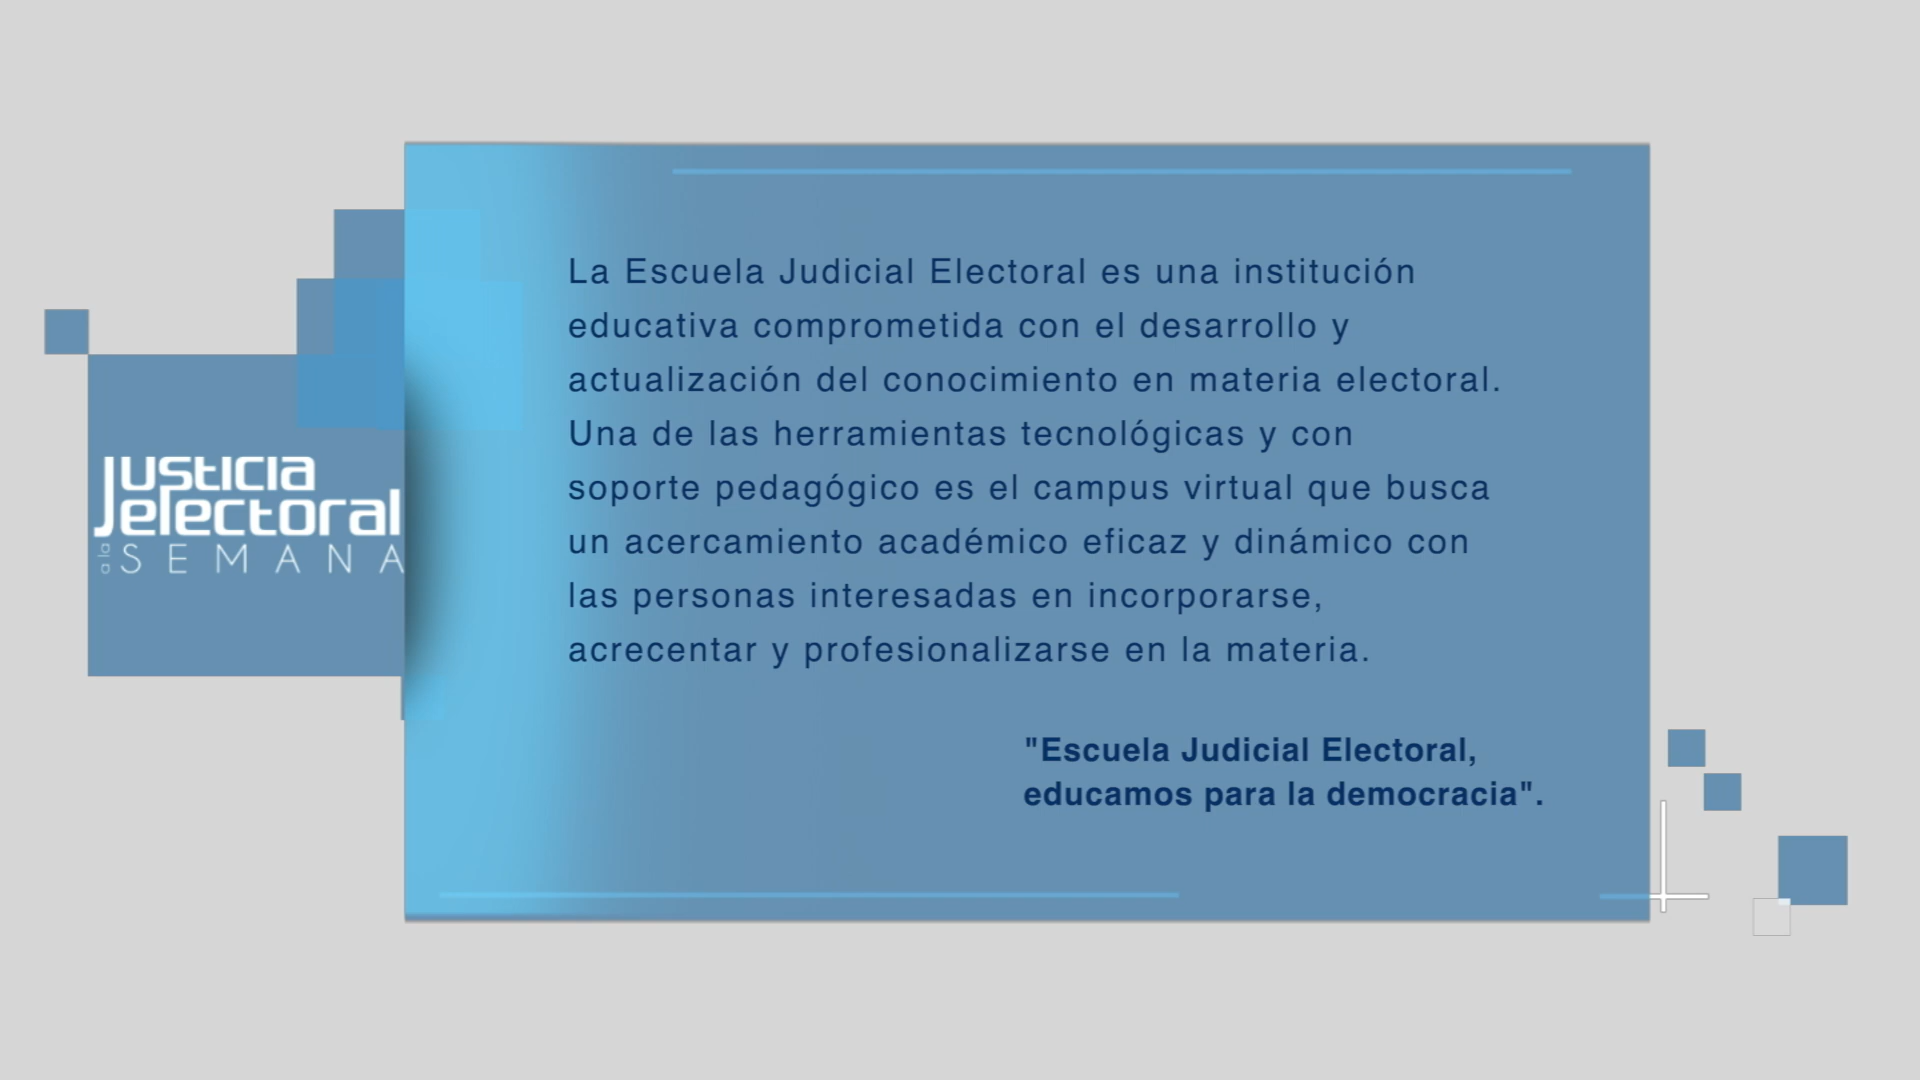 Justicia
electoral
a la SEMANA
La Escuela Judicial Electoral es una institución
educativa comprometida con el desarrollo y
actualización del conocimiento en materia electoral.
Una de las herramientas tecnológicas y con
soporte pedagógico es el campus virtual que busca
un acercamiento académico eficaz y dinámico con
las personas interesadas en incorporarse,
acrecentar y profesionalizarse en la materia.
"Escuela Judicial Electoral,
educamos para la democracia".